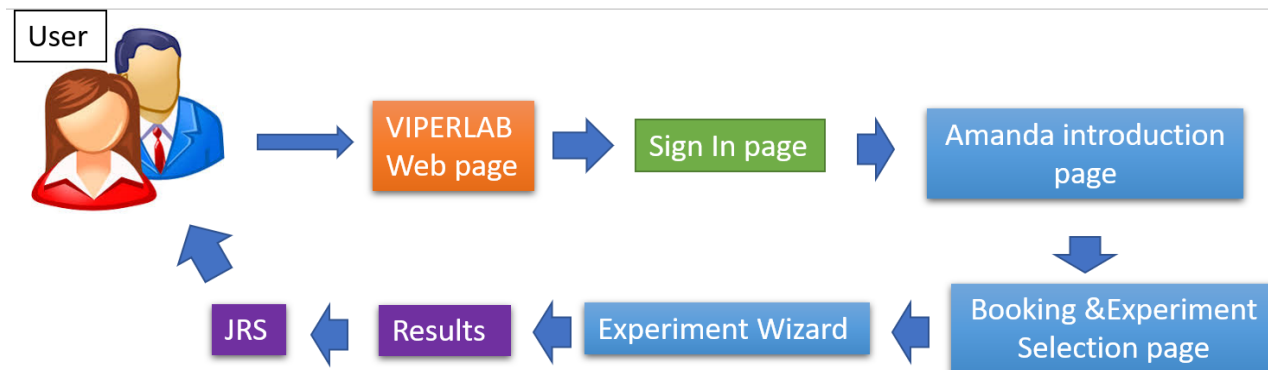 User
VIPERLAB
Web page
Sign In page
Amanda introduction
page
Booking &Experiment
Selection page
Experiment Wizard
Results
JRS